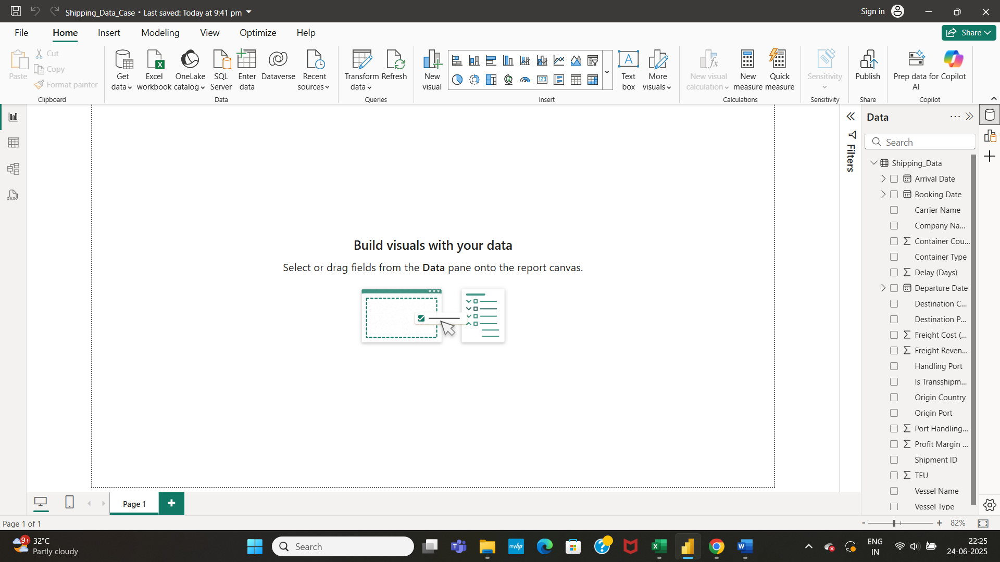 Shipping_Data_Case • Last saved: Today at 9:41 pm
Sign in
File
Home
Insert
Modeling
View
Optimize
Help
Share
Paste
Cut
Copy
Format painter
Clipboard
Get data
Excel workbook
OneLake catalog
SQL Server
Enter data
Dataverse
Recent sources
Data
Transform data
Refresh
Queries
New visual
123
A
Text box
More visuals
Insert
New visual calculation
New measure
Quick measure
Calculations
Sensitivity
Sensitivity
Publish
Share
Prep data for AI
Copilot
Copilot
DAX
Build visuals with your data
Select or drag fields from the Data pane onto the report canvas.
Filters
Data
Search
Shipping_Data
Arrival Date
Booking Date
Carrier Name
Company Na...
Container Cou...
Container Type
Delay (Days)
Departure Date
Destination C...
Destination P...
Freight Cost (...
Freight Reven...
Handling Port
Is Transshipm...
Origin Country
Origin Port
Port Handling...
Profit Margin ...
Shipment ID
TEU
Vessel Name
Vessel Type
Page 1
Page 1 of 1
82%
9+
32°C
Partly cloudy
Search
myhp
ENG
IN
22:25
24-06-2025